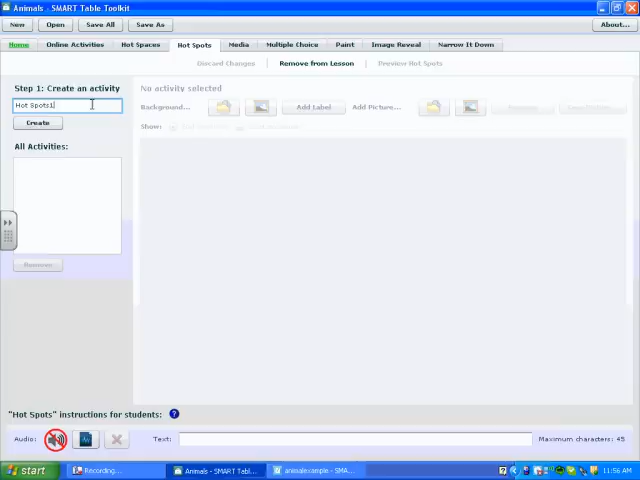 Animals - SMART Table Toolkit
New Open Save All Save As About...
Home Online Activities Hot Spaces Hot Spots Media Multiple Choice Paint Image Reveal Narrow It Down
Discard Changes Remove from Lesson Preview Hot Spots
Step 1: Create an activity
No activity selected
Hot Spots1
Background... Add Label Add Picture...
Create
Show:
All Activities:
Remove
"Hot Spots" instructions for students: ?
Audio: Text: Maximum characters: 45
start Recording... Animals - SMART Tabl... animalexample - SMA... 11:56 AM